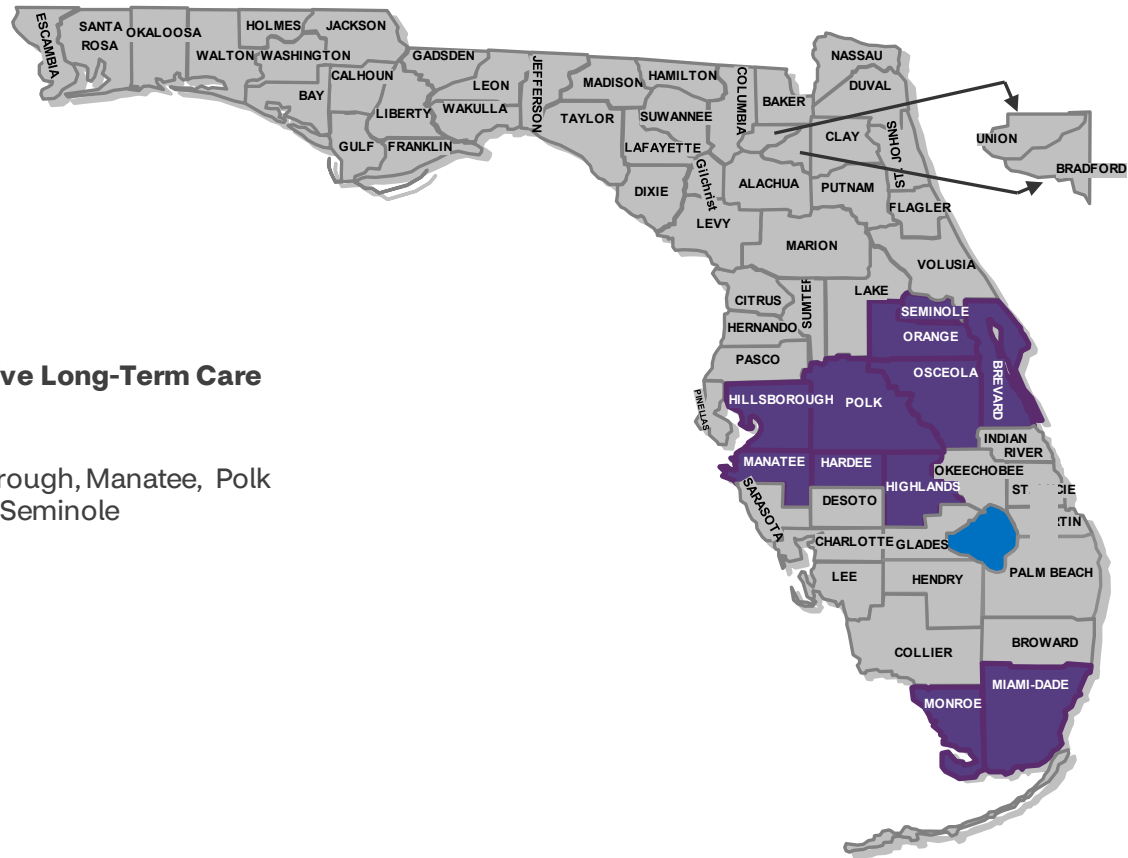 ESCAMBIA
SANTA
ROSA
OKALOOSA
WALTON
HOLMES
WASHINGTON
JACKSON
BAY
CALHOUN
GULF
LIBERTY
FRANKLIN
GADSDEN
LEON
WAKULLA
JEFFERSON
MADISON
TAYLOR
HAMILTON
SUWANNEE
LAFAYETTE
DIXIE
COLUMBIA
Gilchrist
BAKER
NASSAU
DUVAL
CLAY
ST. JOHNS
UNION
BRADFORD
ALACHUA
PUTNAM
FLAGLER
LEVY
MARION
VOLUSIA
CITRUS
SUMTER
LAKE
HERNANDO
SEMINOLE
ORANGE
PASCO
OSCEOLA
BREVARD
PINELLAS
HILLSBOROUGH
POLK
ve Long-Term Care
rough, Manatee, Polk
Seminole
INDIAN
RIVER
MANATEE
HARDEE
HIGHLANDS
OKEECHOBEE
SARASOTA
DESOTO
ST. CIE
TIN
CHARLOTTE
GLADES
LEE
HENDRY
PALM BEACH
COLLIER
BROWARD
MONROE
MIAMI-DADE